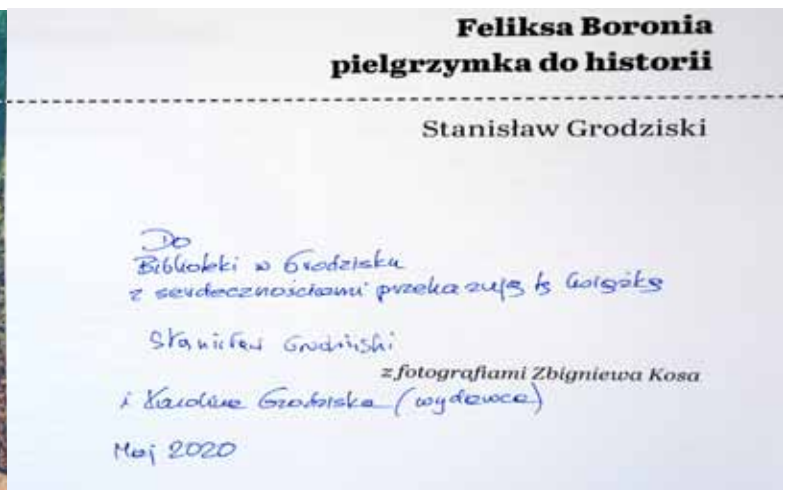 Feliksa Boronia
pielgrzymka do historii
Stanisław Grodziski
Do
Biblioteki w Grodzisku
z serdecznościami przekazują tę książkę
Stanisław Grodziski
z fotografiami Zbigniewa Kosa
i Karolina Grodziska (wydawca)
Maj 2020